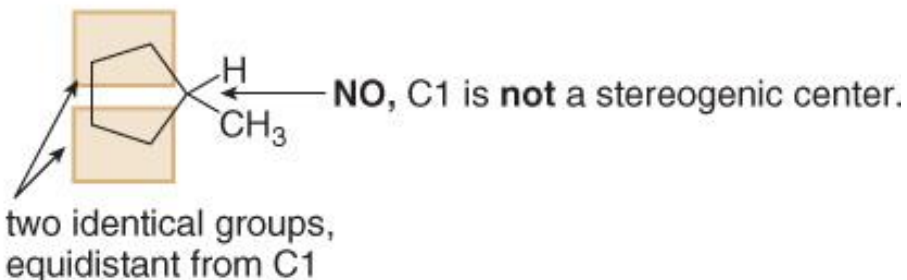 H
NO, C1 is not a stereogenic center.
CH₃
two identical groups,
equidistant from C1